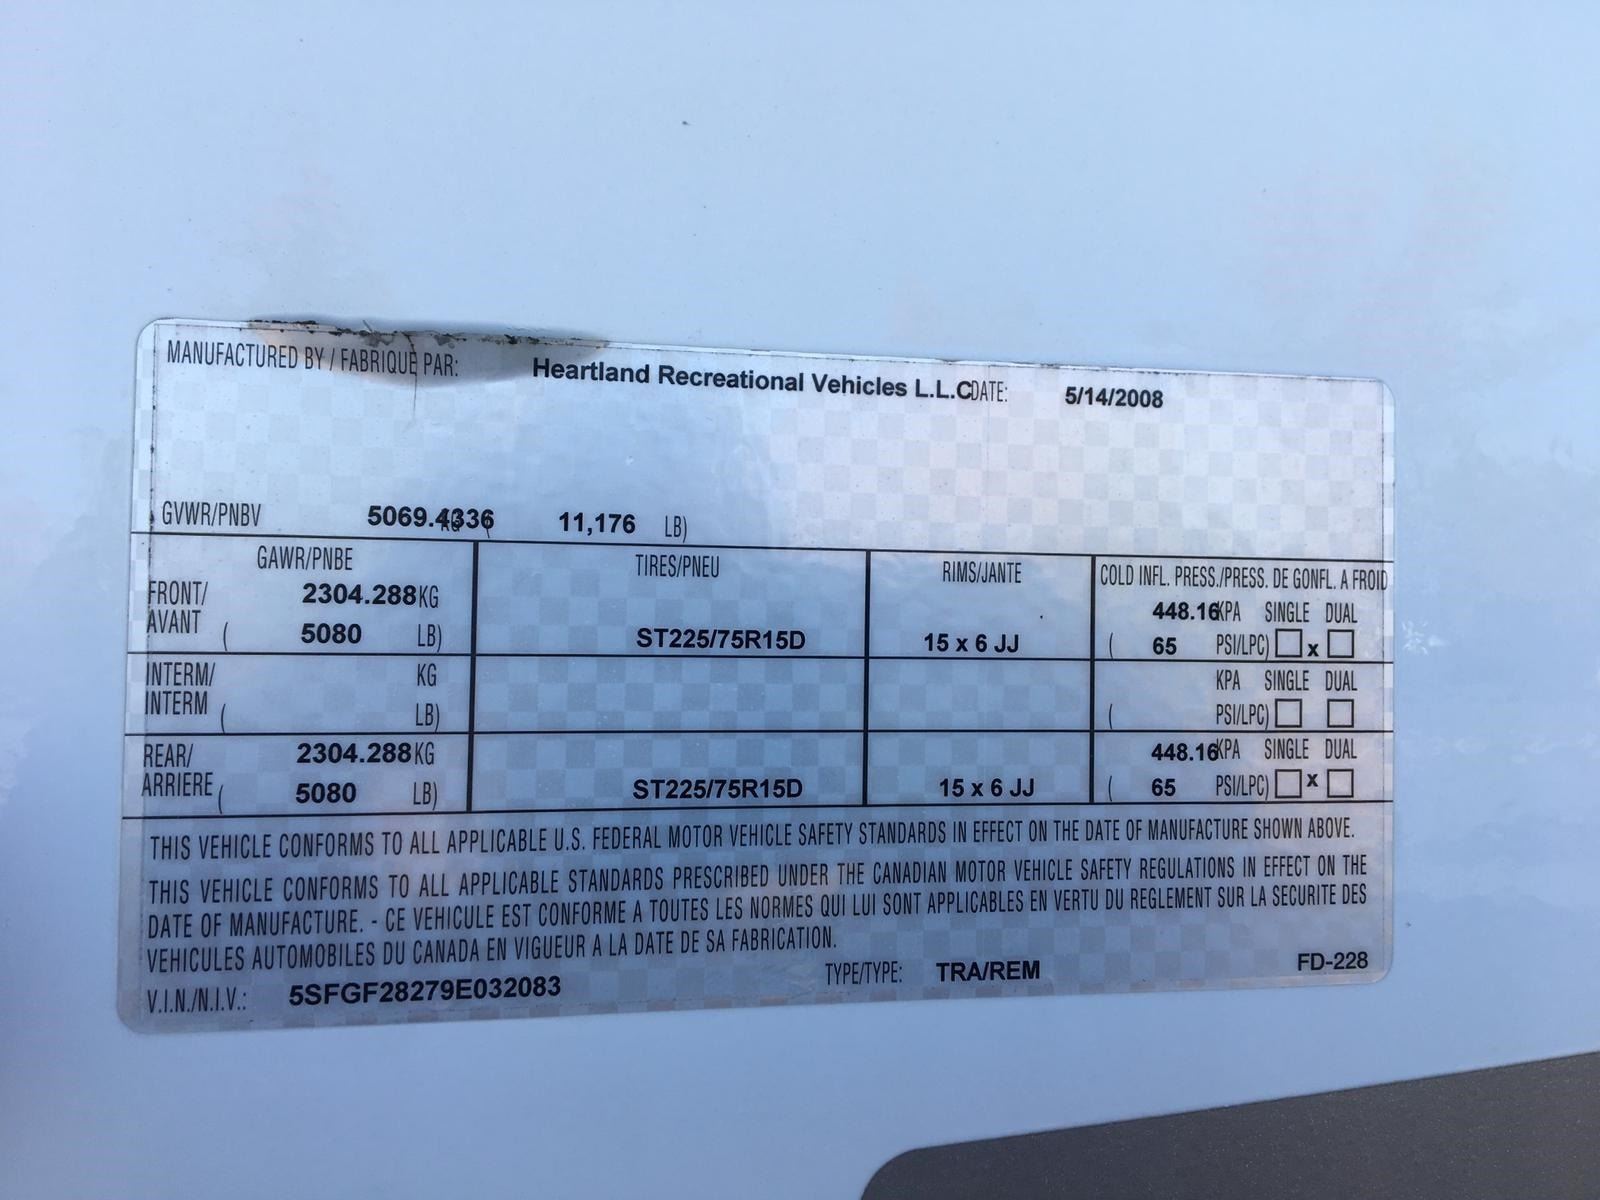 MANUFACTURED BY / FABRIQUE PAR: Heartland Recreational Vehicles L.L.C DATE: 5/14/2008
GVWR/PNBV 5069.4336 KG ( 11,176 LB)
GAWR/PNBE TIRES/PNEU RIMS/JANTE COLD INFL. PRESS./PRESS. DE GONFL. A FROID
FRONT/ 2304.288 KG 448.16 KPA SINGLE DUAL
AVANT ( 5080 LB) ST225/75R15D 15 x 6 JJ ( 65 PSI/LPC) x
INTERM/ KG KPA SINGLE DUAL
INTERM ( LB) ( PSI/LPC)
REAR/ 2304.288 KG 448.16 KPA SINGLE DUAL
ARRIERE ( 5080 LB) ST225/75R15D 15 x 6 JJ ( 65 PSI/LPC) x
THIS VEHICLE CONFORMS TO ALL APPLICABLE U.S. FEDERAL MOTOR VEHICLE SAFETY STANDARDS IN EFFECT ON THE DATE OF MANUFACTURE SHOWN ABOVE.
THIS VEHICLE CONFORMS TO ALL APPLICABLE STANDARDS PRESCRIBED UNDER THE CANADIAN MOTOR VEHICLE SAFETY REGULATIONS IN EFFECT ON THE
DATE OF MANUFACTURE. - CE VEHICULE EST CONFORME A TOUTES LES NORMES QUI LUI SONT APPLICABLES EN VERTU DU REGLEMENT SUR LA SECURITE DES
VEHICULES AUTOMOBILES DU CANADA EN VIGUEUR A LA DATE DE SA FABRICATION.
V.I.N./N.I.V.: 5SFGF28279E032083 TYPE/TYPE: TRA/REM FD-228